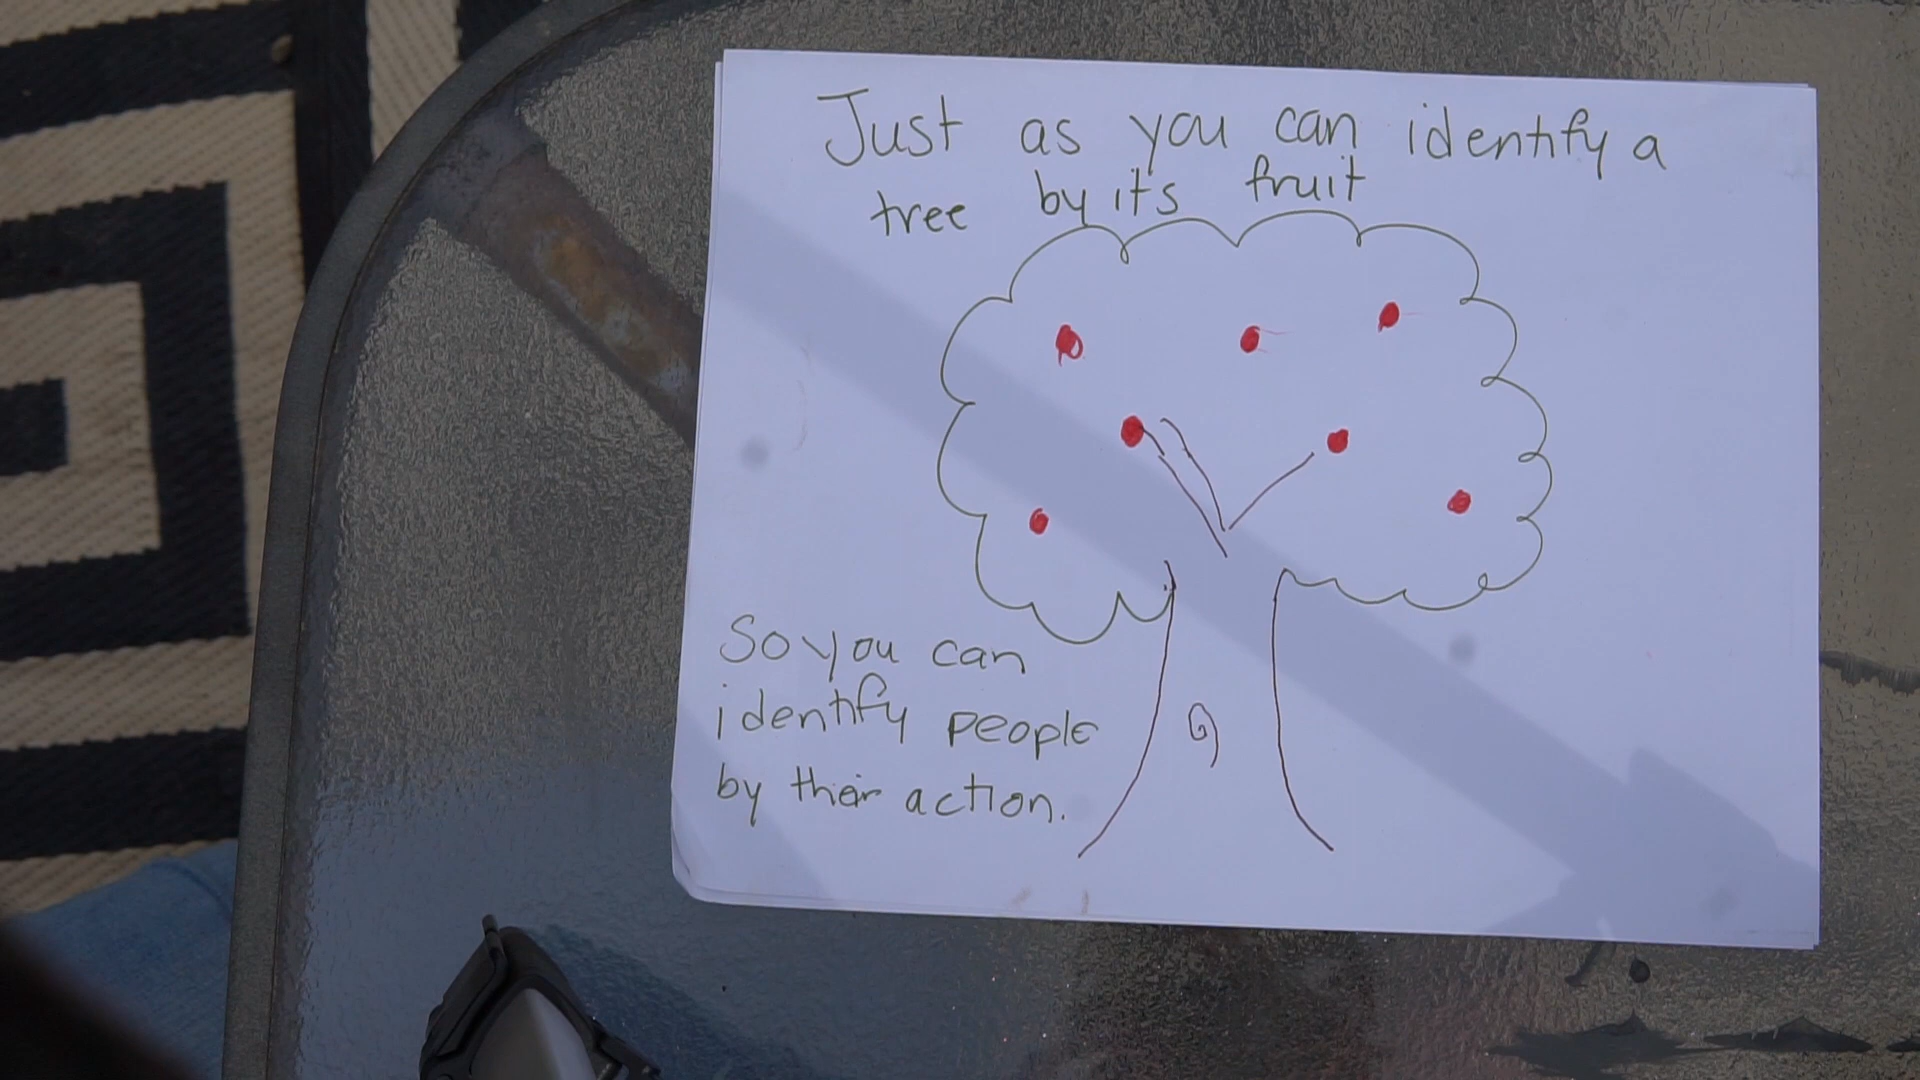 Just as you can identify a
tree by it's fruit
So you can
identify people
by their action.